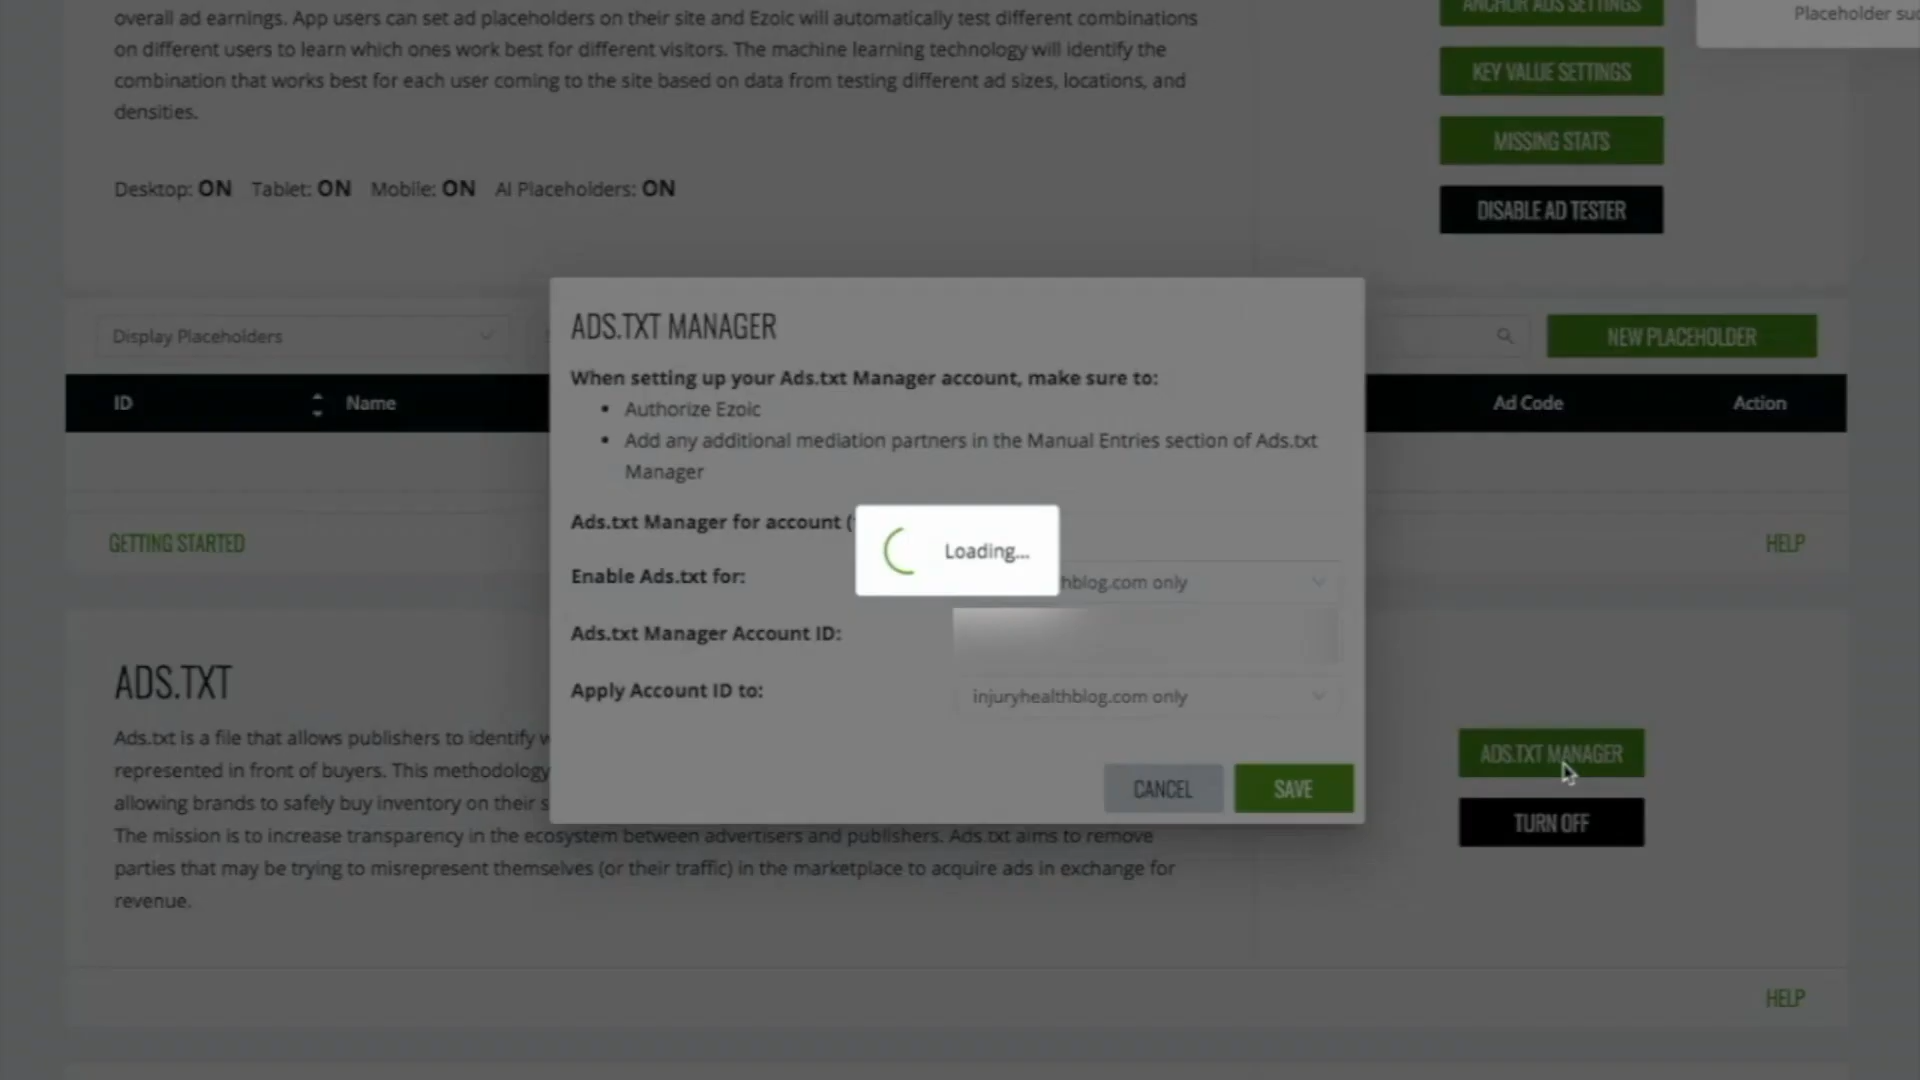 overall ad earnings. App users can set ad placeholders on their site and Ezoic will automatically test different combinations
on different users to learn which ones work best for different visitors. The machine learning technology will identify the
combination that works best for each user coming to the site based on data from testing different ad sizes, locations, and
densities.
Desktop: ON Tablet: ON Mobile: ON AI Placeholders: ON
ANCHOR ADS SETTINGS
KEY VALUE SETTINGS
MISSING STATS
DISABLE AD TESTER
Placeholder
Display Placeholders
NEW PLACEHOLDER
ID Name Ad Code Action
GETTING STARTED
HELP
ADS.TXT MANAGER
When setting up your Ads.txt Manager account, make sure to:
• Authorize Ezoic
• Add any additional mediation partners in the Manual Entries section of Ads.txt
Manager
Ads.txt Manager for account (
Loading...
Enable Ads.txt for: hblog.com only
Ads.txt Manager Account ID:
Apply Account ID to: injuryhealthblog.com only
CANCEL SAVE
ADS.TXT
Ads.txt is a file that allows publishers to identify
represented in front of buyers. This methodology
allowing brands to safely buy inventory on their
The mission is to increase transparency in the ecosystem between advertisers and publishers. Ads.txt aims to remove
parties that may be trying to misrepresent themselves (or their traffic) in the marketplace to acquire ads in exchange for
revenue.
ADS.TXT MANAGER
TURN OFF
HELP